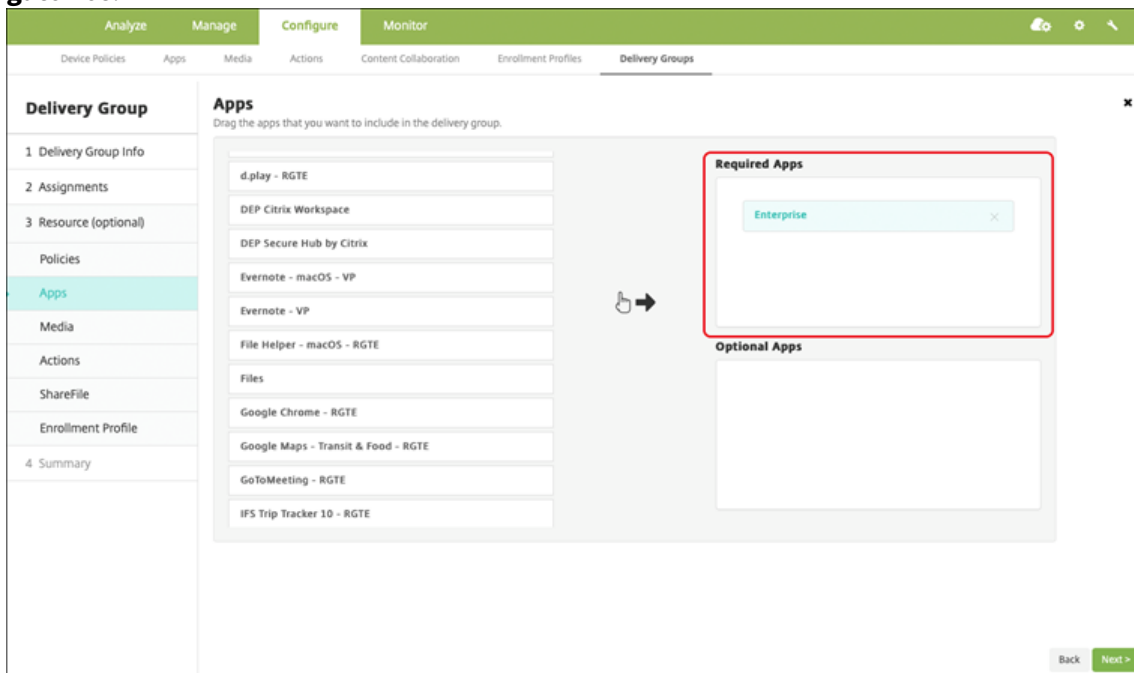 Analyze Manage Configure Monitor
Device Policies Apps Media Actions Content Collaboration Enrollment Profiles Delivery Groups
Delivery Group
1 Delivery Group Info
2 Assignments
3 Resource (optional)
Policies
Apps
Media
Actions
ShareFile
Enrollment Profile
4 Summary
Apps
Drag the apps that you want to include in the delivery group.
d.play - RGTE
DEP Citrix Workspace
DEP Secure Hub by Citrix
Evernote - macOS - VP
Evernote - VP
File Helper - macOS - RGTE
Files
Google Chrome - RGTE
Google Maps - Transit & Food - RGTE
GoToMeeting - RGTE
IFS Trip Tracker 10 - RGTE
Required Apps
Enterprise
Optional Apps
Back Next >